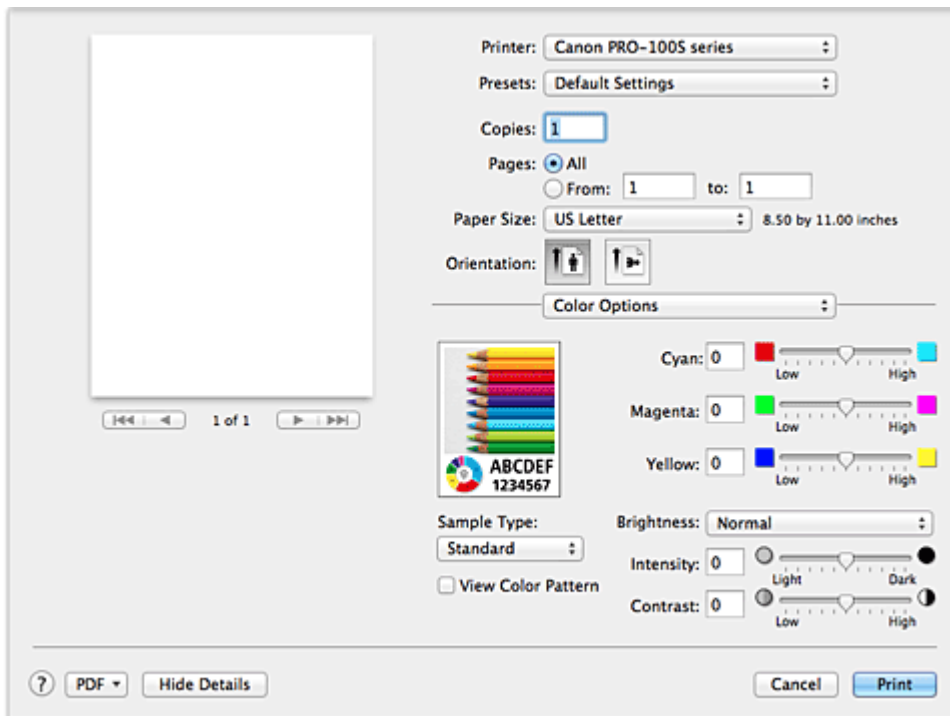 Printer: Canon PRO-100S series
Presets: Default Settings
Copies: 1
Pages: All
From: 1 to: 1
Paper Size: US Letter 8.50 by 11.00 inches
Orientation:
Color Options
1 of 1
ABCDEF
1234567
Cyan: 0
Low High
Magenta: 0
Low High
Yellow: 0
Low High
Sample Type:
Standard
View Color Pattern
Brightness: Normal
Intensity: 0
Light Dark
Contrast: 0
Low High
? PDF Hide Details Cancel Print